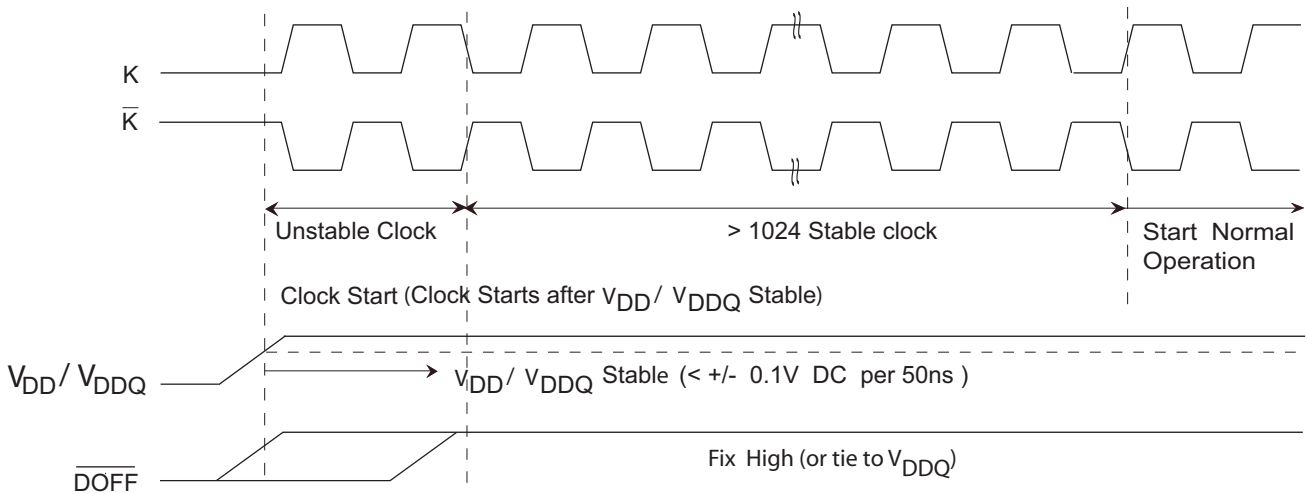 K
K̅
Unstable Clock
> 1024 Stable clock
Start Normal
Operation
Clock Start (Clock Starts after VDD / VDDQ Stable)
VDD / VDDQ
VDD / VDDQ Stable (< +/- 0.1V DC per 50ns )
D̅O̅F̅F̅
Fix High (or tie to VDDQ)